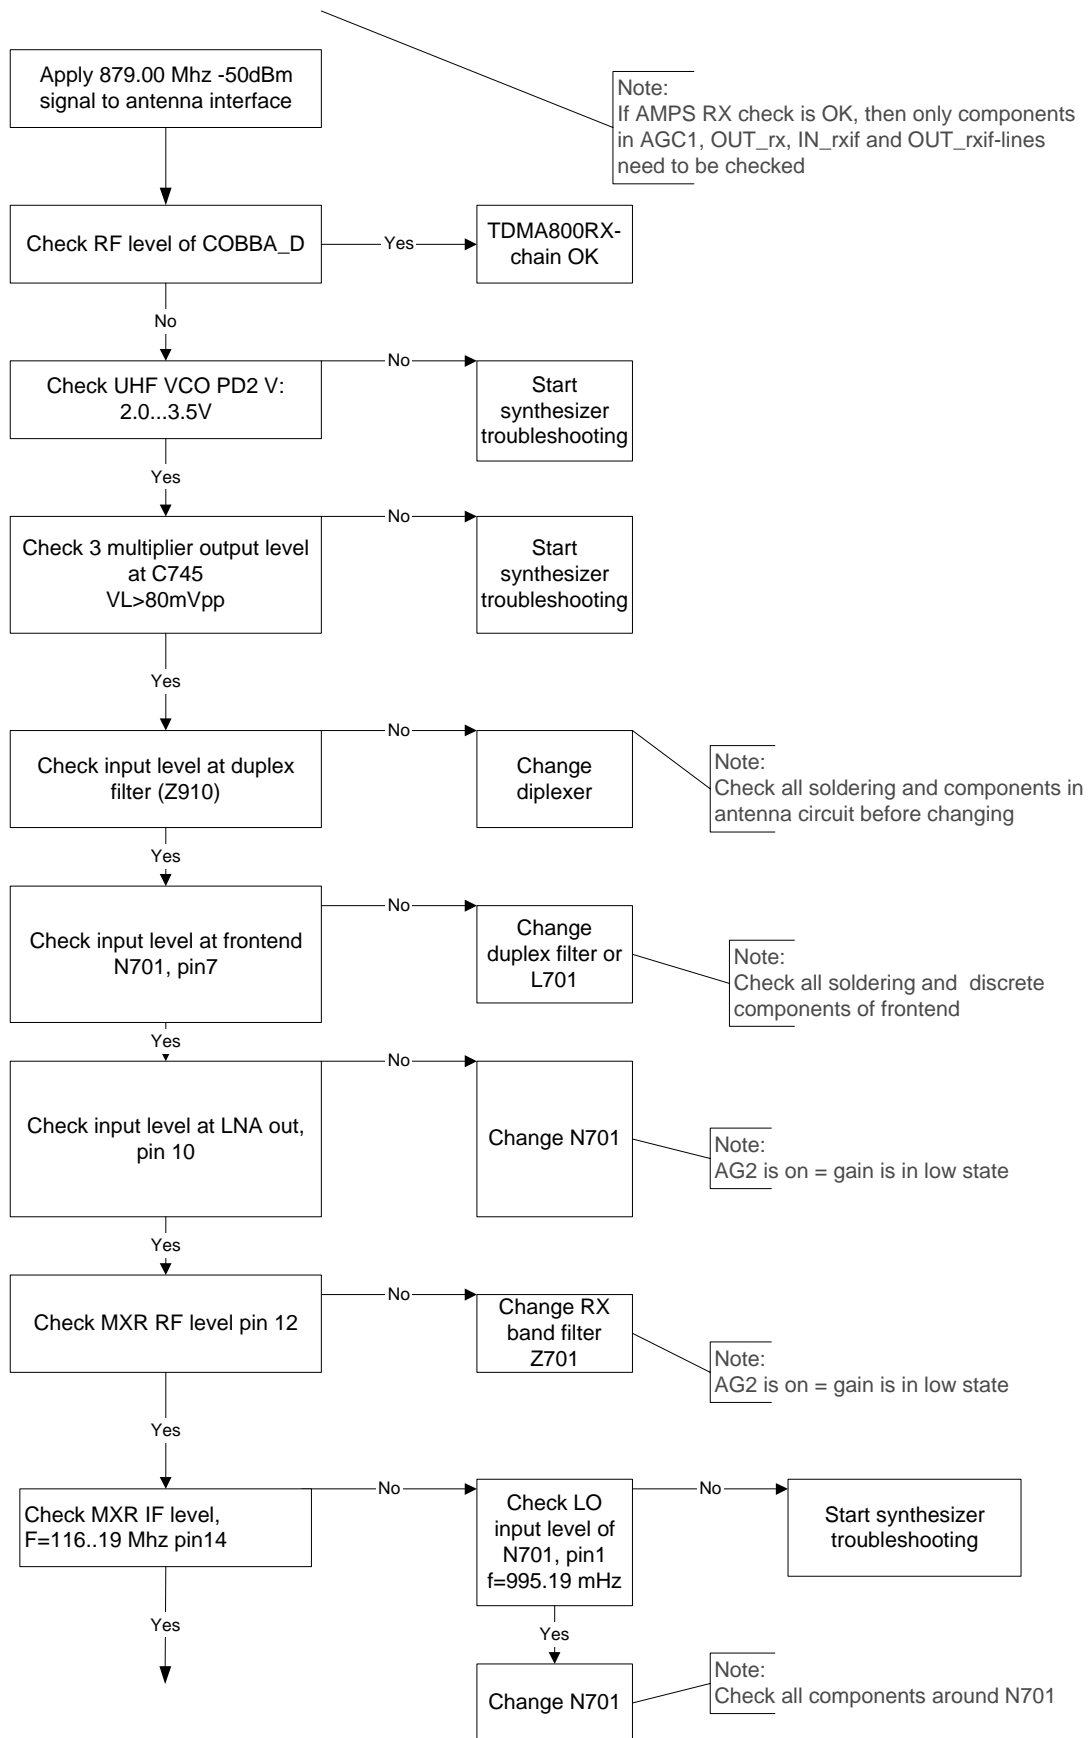 Apply 879.00 Mhz -50dBm
signal to antenna interface
Note:
If AMPS RX check is OK, then only components
in AGC1, OUT_rx, IN_rxif and OUT_rxif-lines
need to be checked
Check RF level of COBBA_D
Yes
TDMA800RX-
chain OK
No
Check UHF VCO PD2 V:
2.0...3.5V
No
Start
synthesizer
troubleshooting
Yes
Check 3 multiplier output level
at C745
VL>80mVpp
No
Start
synthesizer
troubleshooting
Yes
Check input level at duplex
filter (Z910)
No
Change
diplexer
Note:
Check all soldering and components in
antenna circuit before changing
Yes
Check input level at frontend
N701, pin7
No
Change
duplex filter or
L701
Note:
Check all soldering and  discrete
components of frontend
Yes
Check input level at LNA out,
pin 10
No
Change N701
Note:
AG2 is on = gain is in low state
Yes
Check MXR RF level pin 12
No
Change RX
band filter
Z701
Note:
AG2 is on = gain is in low state
Yes
Check MXR IF level,
F=116..19 Mhz pin14
No
Check LO
input level of
N701, pin1
f=995.19 mHz
No
Start synthesizer
troubleshooting
Yes
Yes
Change N701
Note:
Check all components around N701